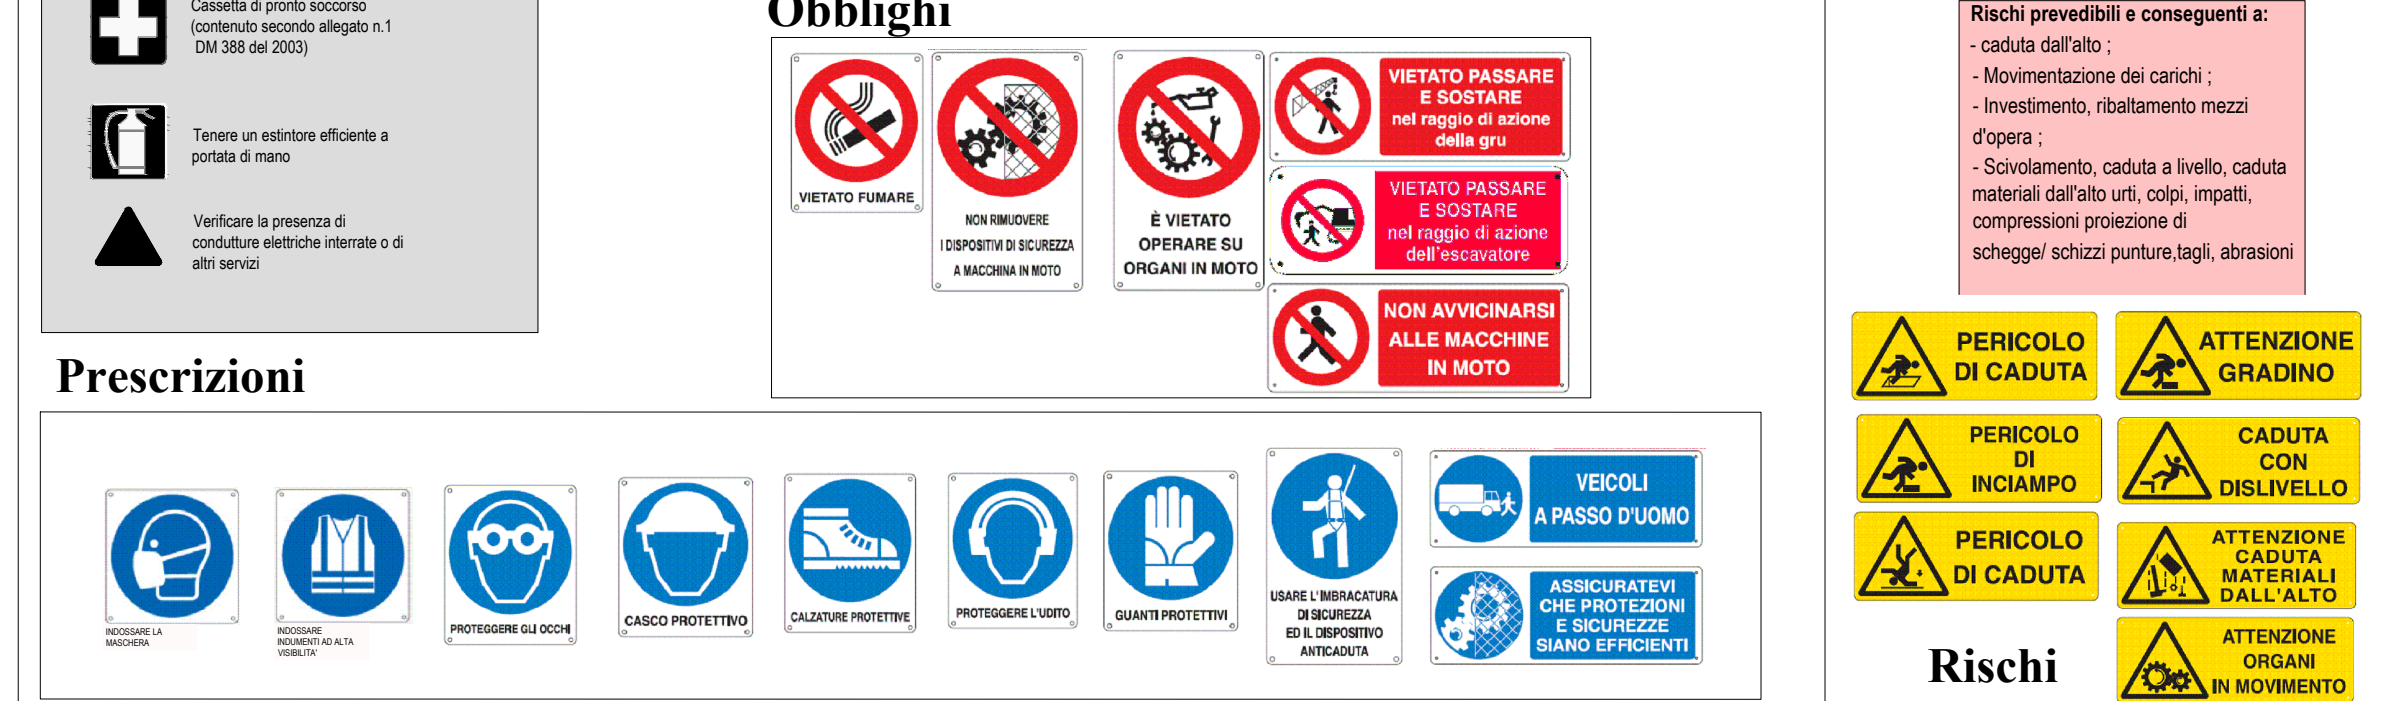 Cassetta di pronto soccorso
(contenuto secondo allegato n.1
DM 388 del 2003)
Tenere un estintore efficiente a
portata di mano
Verificare la presenza di
condutture elettriche interrate o di
altri servizi
Obblighi
VIETATO FUMARE
NON RIMUOVERE
I DISPOSITIVI DI SICUREZZA
A MACCHINA IN MOTO
È VIETATO
OPERARE SU
ORGANI IN MOTO
VIETATO PASSARE
E SOSTARE
nel raggio di azione
della gru
VIETATO PASSARE
E SOSTARE
nel raggio di azione
dell'escavatore
NON AVVICINARSI
ALLE MACCHINE
IN MOTO
Prescrizioni
INDOSSARE LA
MASCHERA
INDOSSARE
INDUMENTI AD ALTA
VISIBILITA'
PROTEGGERE GLI OCCHI
CASCO PROTETTIVO
CALZATURE PROTETTIVE
PROTEGGERE L'UDITO
GUANTI PROTETTIVI
USARE L'IMBRACATURA
DI SICUREZZA
ED IL DISPOSITIVO
ANTICADUTA
VEICOLI
A PASSO D'UOMO
ASSICURATEVI
CHE PROTEZIONI
E SICUREZZE
SIANO EFFICIENTI
Rischi prevedibili e conseguenti a:
- caduta dall'alto ;
- Movimentazione dei carichi ;
- Investimento, ribaltamento mezzi
d'opera ;
- Scivolamento, caduta a livello, caduta
materiali dall'alto urti, colpi, impatti,
compressioni proiezione di
schegge/ schizzi punture,tagli, abrasioni
PERICOLO
DI CADUTA
ATTENZIONE
GRADINO
PERICOLO
DI
INCIAMPO
CADUTA
CON
DISLIVELLO
PERICOLO
DI CADUTA
ATTENZIONE
CADUTA
MATERIALI
DALL'ALTO
ATTENZIONE
ORGANI
IN MOVIMENTO
Rischi